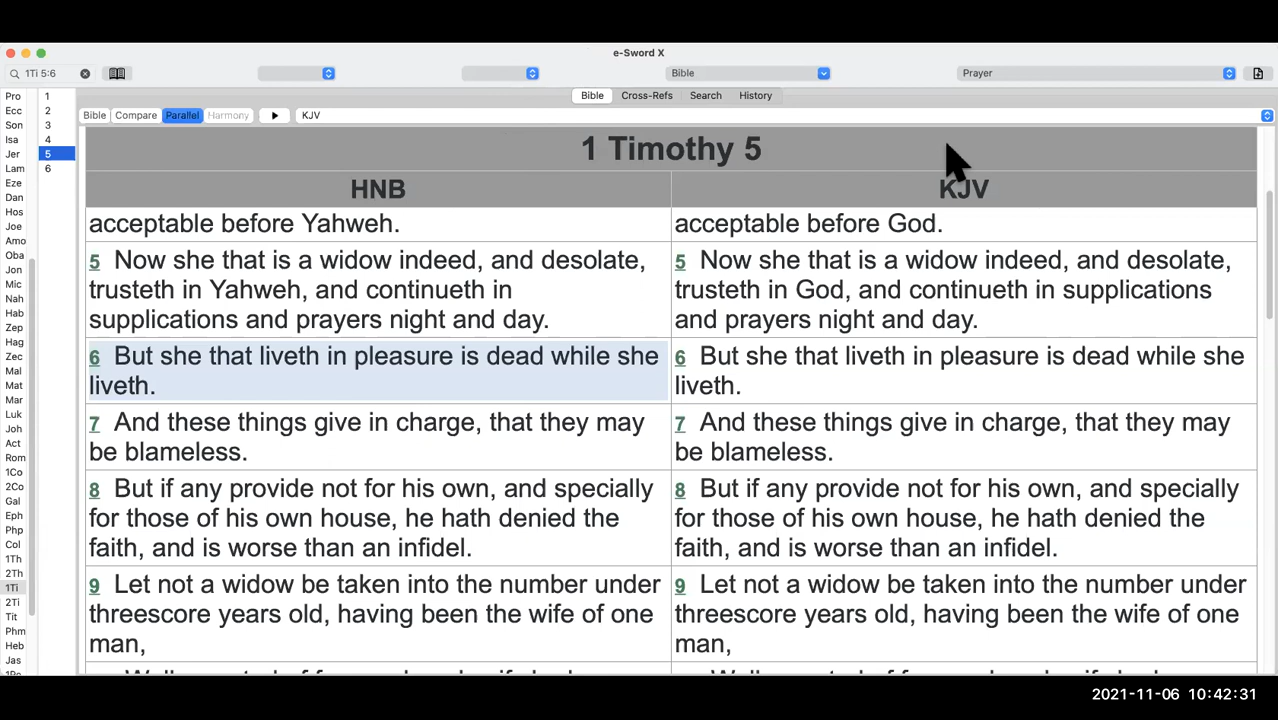 e-Sword X
1Ti 5:6
Bible
Prayer
Bible
Cross-Refs
Search
History
Bible
Compare
Parallel
Harmony
KJV
Pro
Ecc
Son
Isa
Jer
Lam
Eze
Dan
Hos
Joe
Amo
Oba
Jon
Mic
Nah
Hab
Zep
Hag
Zec
Mal
Mat
Mar
Luk
Joh
Act
Rom
1Co
2Co
Gal
Eph
Php
Col
1Th
2Th
1Ti
2Ti
Tit
Phm
Heb
Jas
1
2
3
4
5
6
1 Timothy 5
HNB
acceptable before Yahweh.
5 Now she that is a widow indeed, and desolate,
trusteth in Yahweh, and continueth in
supplications and prayers night and day.
6 But she that liveth in pleasure is dead while she
liveth.
7 And these things give in charge, that they may
be blameless.
8 But if any provide not for his own, and specially
for those of his own house, he hath denied the
faith, and is worse than an infidel.
9 Let not a widow be taken into the number under
threescore years old, having been the wife of one
man,
KJV
acceptable before God.
5 Now she that is a widow indeed, and desolate,
trusteth in God, and continueth in supplications
and prayers night and day.
6 But she that liveth in pleasure is dead while she
liveth.
7 And these things give in charge, that they may
be blameless.
8 But if any provide not for his own, and specially
for those of his own house, he hath denied the
faith, and is worse than an infidel.
9 Let not a widow be taken into the number under
threescore years old, having been the wife of one
man,
2021-11-06 10:42:31